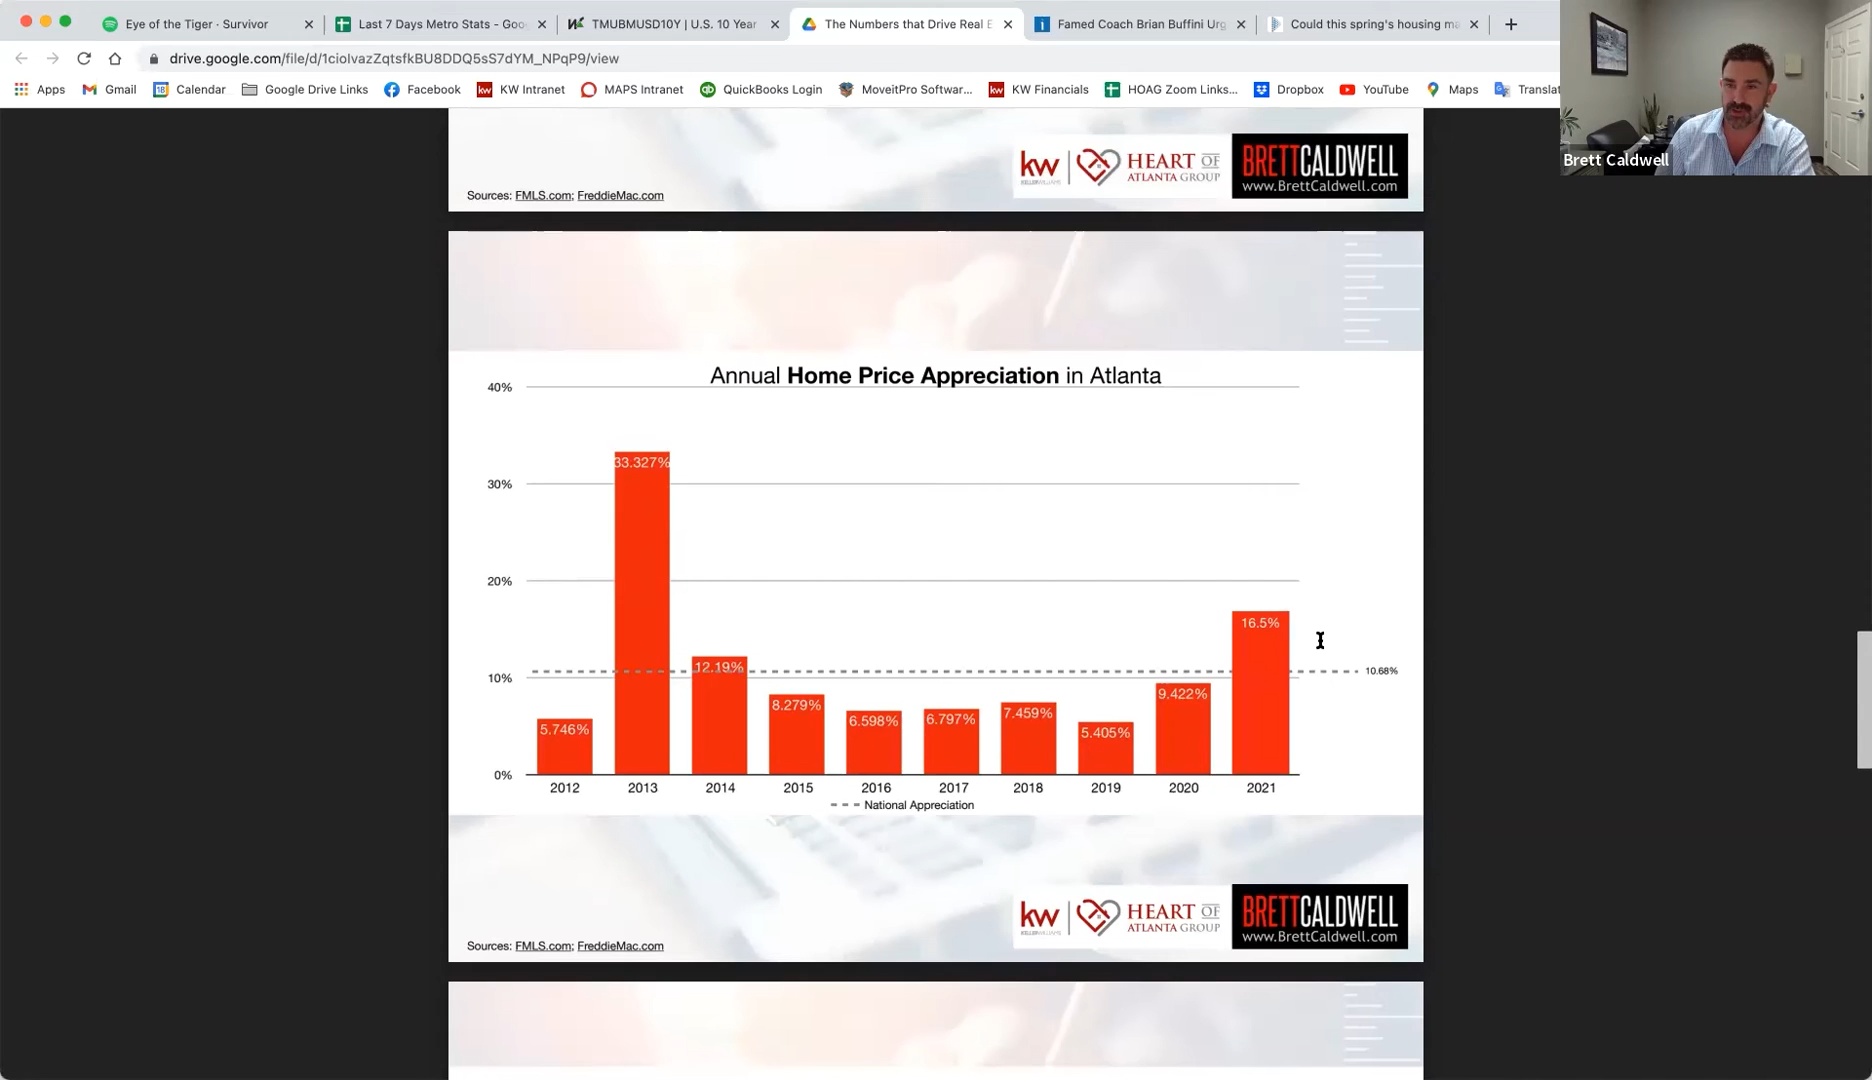 Eye of the Tiger · Survivor
Last 7 Days Metro Stats - Goo
TMUBMUSD10Y | U.S. 10 Year
The Numbers that Drive Real E
Famed Coach Brian Buffini Urg
Could this spring's housing ma
drive.google.com/file/d/1ciolvazZqtsfkBU8DDQ5sS7dYM_NPqP9/view
Apps
Gmail
Calendar
Google Drive Links
Facebook
KW Intranet
MAPS Intranet
QuickBooks Login
MoveitPro Softwar...
KW Financials
HOAG Zoom Links...
Dropbox
YouTube
Maps
Translat
Brett Caldwell
Sources: FMLS.com; FreddieMac.com
kw
KELLERWILLIAMS
HEART OF
ATLANTA GROUP
BRETTCALDWELL
www.BrettCaldwell.com
Annual Home Price Appreciation in Atlanta
40%
30%
20%
10%
0%
5.746%
33.327%
12.19%
8.279%
6.598%
6.797%
7.459%
5.405%
9.422%
16.5%
10.68%
2012
2013
2014
2015
2016
2017
2018
2019
2020
2021
National Appreciation
Sources: FMLS.com; FreddieMac.com
kw
KELLERWILLIAMS
HEART OF
ATLANTA GROUP
BRETTCALDWELL
www.BrettCaldwell.com